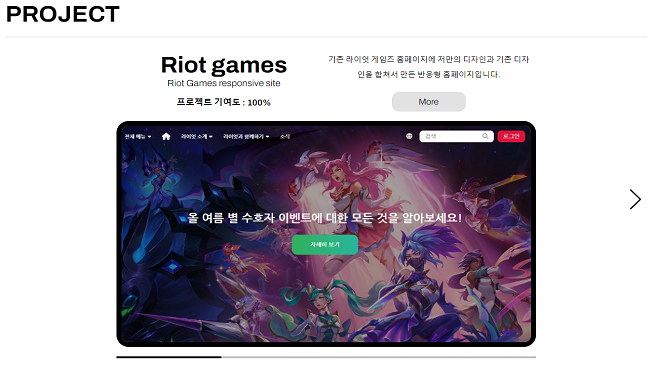 PROJECT
Riot games
Riot Games responsive site
프로젝트 기여도 : 100%
기존 라이엇 게임즈 홈페이지에 저만의 디자인과 기존 디자
인을 합쳐서 만든 반응형 홈페이지입니다.
More
전체 메뉴 라이엇 소개 라이엇과 함께하기 소식 검색 로그인
올 여름 별 수호자 이벤트에 대한 모든 것을 알아보세요!
자세히 보기